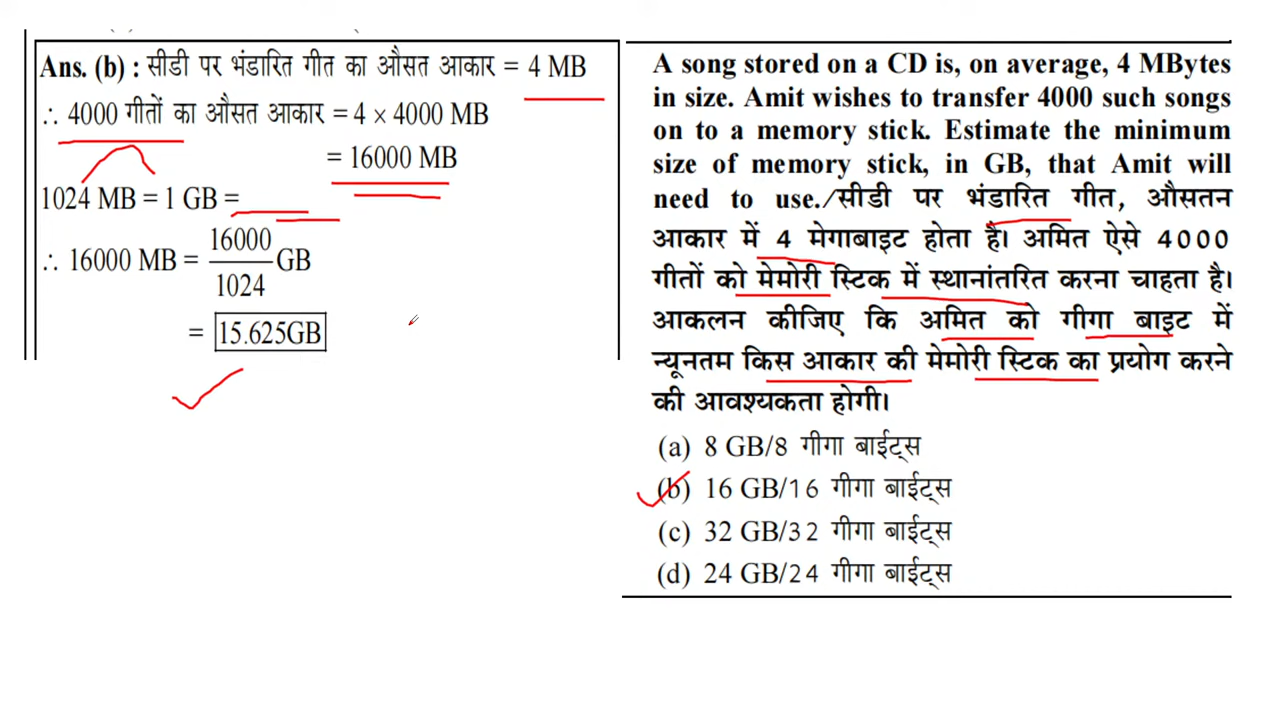 Ans. (b) : सीडी पर भंडारित गीत का औसत आकार = 4 MB
∴ 4000 गीतों का औसत आकार = 4 × 4000 MB
= 16000 MB
1024 MB = 1 GB =
∴ 16000 MB = 16000/1024 GB
= 15.625GB
A song stored on a CD is, on average, 4 MBytes
in size. Amit wishes to transfer 4000 such songs
on to a memory stick. Estimate the minimum
size of memory stick, in GB, that Amit will
need to use./सीडी पर भंडारित गीत, औसतन
आकार में 4 मेगाबाइट होता है। अमित ऐसे 4000
गीतों को मेमोरी स्टिक में स्थानांतरित करना चाहता है।
आकलन कीजिए कि अमित को गीगा बाइट में
न्यूनतम किस आकार की मेमोरी स्टिक का प्रयोग करने
की आवश्यकता होगी।
(a) 8 GB/8 गीगा बाईट्स
(b) 16 GB/16 गीगा बाईट्स
(c) 32 GB/32 गीगा बाईट्स
(d) 24 GB/24 गीगा बाईट्स